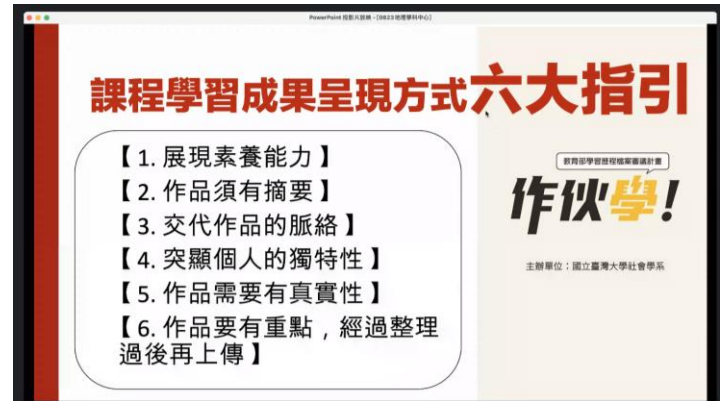 PowerPoint 投影片放映 - [0823地理學科中心]
課程學習成果呈現方式六大指引
【1. 展現素養能力】
【2. 作品須有摘要】
【3. 交代作品的脈絡】
【4. 突顯個人的獨特性】
【5. 作品需要有真實性】
【6. 作品要有重點，經過整理
過後再上傳】
教育部學習歷程檔案審議計畫
作伙學!
主辦單位：國立臺灣大學社會學系